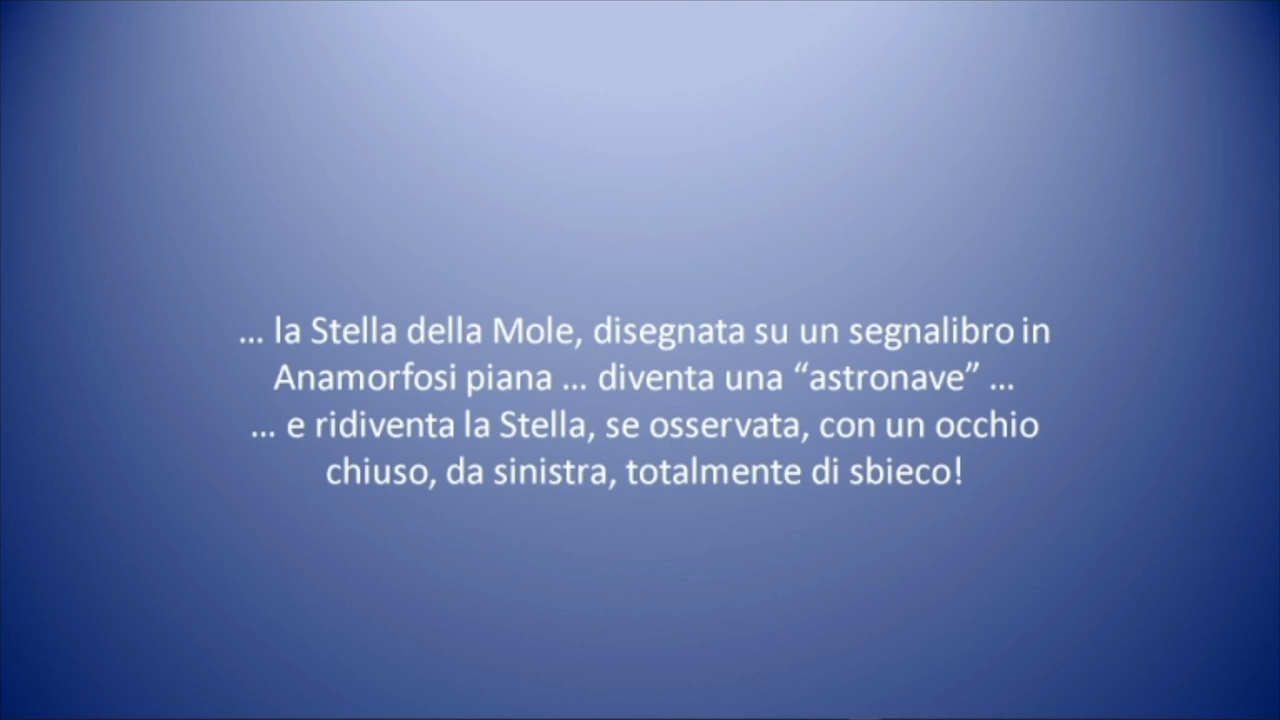 … la Stella della Mole, disegnata su un segnalibro in
Anamorfosi piana … diventa una “astronave” …
… e ridiventa la Stella, se osservata, con un occhio
chiuso, da sinistra, totalmente di sbieco!